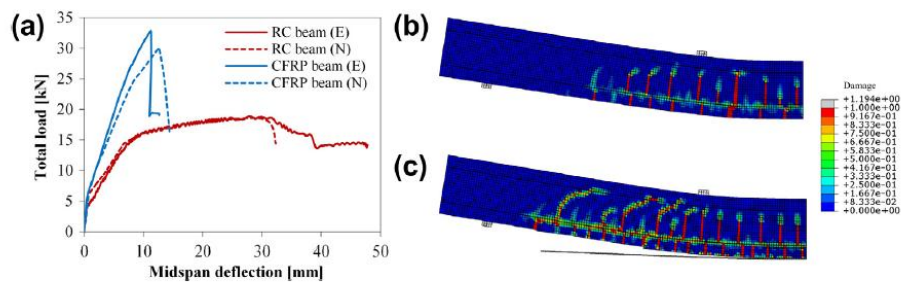 (a)
35
30
25
20
15
10
5
0
Total load [kN]
RC beam (E)
RC beam (N)
CFRP beam (E)
CFRP beam (N)
0 10 20 30 40 50
Midspan deflection [mm]
(b)
(c)
Damage
+1.194e+00
+1.000e+00
+9.167e-01
+8.333e-01
+7.500e-01
+6.667e-01
+5.833e-01
+5.000e-01
+4.167e-01
+3.333e-01
+2.500e-01
+1.667e-01
+8.333e-02
+0.000e+00